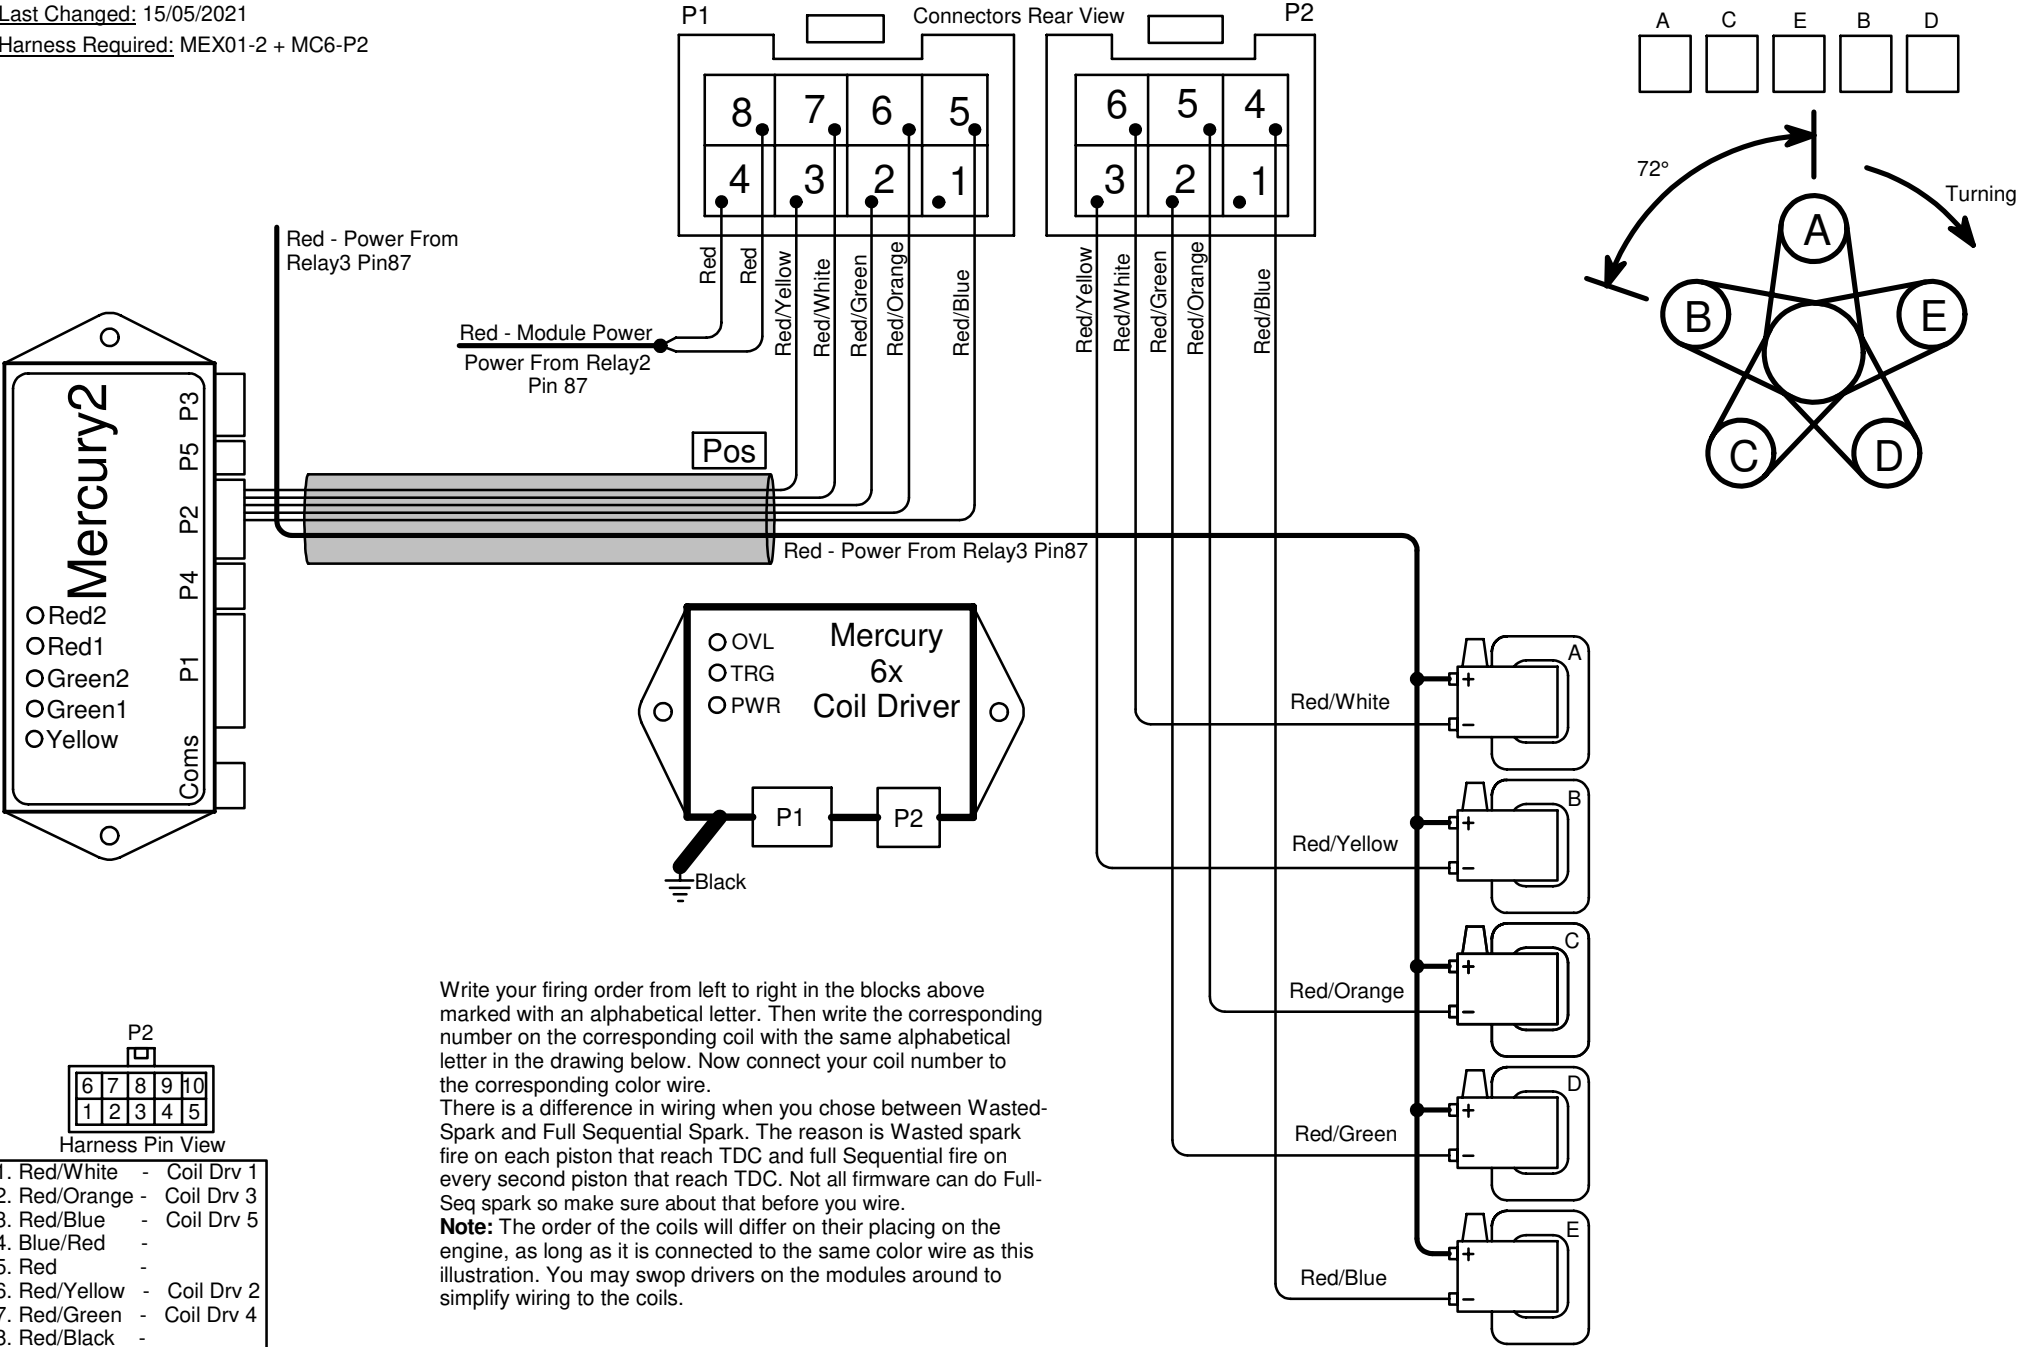 Last Changed: 15/05/2021
Harness Required: MEX01-2 + MC6-P2
P1
Connectors Rear View
P2
8 7 6 5
4 3 2 1
6 5 4
3 2 1
A C E B D
72°
Turning
A
B
E
C
D
Red - Power From
Relay3 Pin87
Red - Module Power
Power From Relay2
Pin 87
Red
Red
Red/Yellow
Red/White
Red/Green
Red/Orange
Red/Blue
Red/Yellow
Red/White
Red/Green
Red/Orange
Red/Blue
Pos
Red - Power From Relay3 Pin87
Mercury2
P3
P5
P2
P4
P1
Coms
Red2
Red1
Green2
Green1
Yellow
OVL
TRG
PWR
Mercury
6x
Coil Driver
P1
P2
Black
Red/White
A
+
−
Red/Yellow
B
+
−
Red/Orange
C
+
−
Red/Green
D
+
−
Red/Blue
E
+
−
Write your firing order from left to right in the blocks above
marked with an alphabetical letter. Then write the corresponding
number on the corresponding coil with the same alphabetical
letter in the drawing below. Now connect your coil number to
the corresponding color wire.
There is a difference in wiring when you chose between Wasted-
Spark and Full Sequential Spark. The reason is Wasted spark
fire on each piston that reach TDC and full Sequential fire on
every second piston that reach TDC. Not all firmware can do Full-
Seq spark so make sure about that before you wire.
Note: The order of the coils will differ on their placing on the
engine, as long as it is connected to the same color wire as this
illustration. You may swop drivers on the modules around to
simplify wiring to the coils.
P2
6 7 8 9 10
1 2 3 4 5
Harness Pin View
1. Red/White - Coil Drv 1
2. Red/Orange - Coil Drv 3
3. Red/Blue - Coil Drv 5
4. Blue/Red -
5. Red -
6. Red/Yellow - Coil Drv 2
7. Red/Green - Coil Drv 4
8. Red/Black -